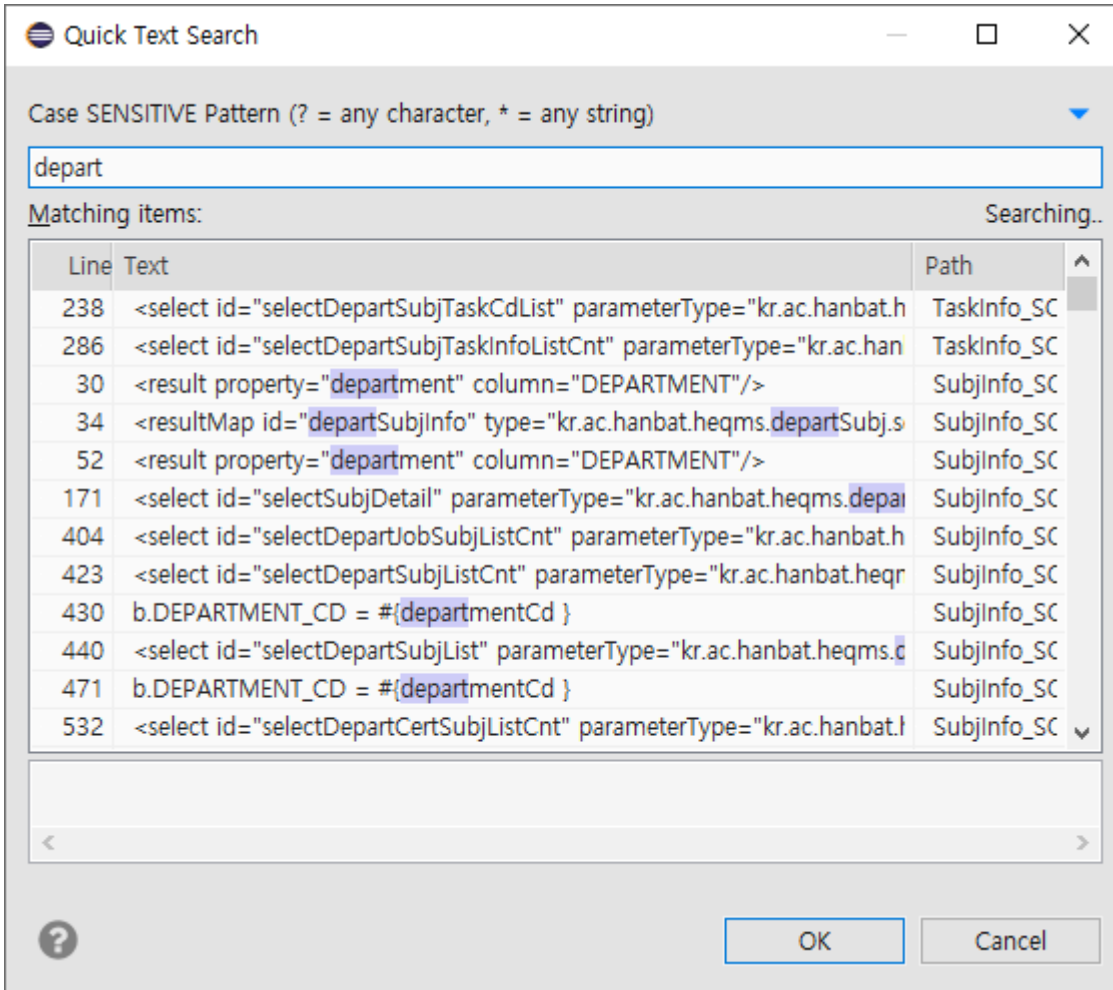 Quick Text Search
Case SENSITIVE Pattern (? = any character, * = any string)
depart
Matching items:
Searching..
Line Text Path
238 <select id="selectDepartSubjTaskCdList" parameterType="kr.ac.hanbat.h TaskInfo_SC
286 <select id="selectDepartSubjTaskInfoListCnt" parameterType="kr.ac.han TaskInfo_SC
30 <result property="department" column="DEPARTMENT"/> SubjInfo_SC
34 <resultMap id="departSubjInfo" type="kr.ac.hanbat.heqms.departSubj.s SubjInfo_SC
52 <result property="department" column="DEPARTMENT"/> SubjInfo_SC
171 <select id="selectSubjDetail" parameterType="kr.ac.hanbat.heqms.depar SubjInfo_SC
404 <select id="selectDepartJobSubjListCnt" parameterType="kr.ac.hanbat.h SubjInfo_SC
423 <select id="selectDepartSubjListCnt" parameterType="kr.ac.hanbat.heqr SubjInfo_SC
430 b.DEPARTMENT_CD = #{departmentCd } SubjInfo_SC
440 <select id="selectDepartSubjList" parameterType="kr.ac.hanbat.heqms.d SubjInfo_SC
471 b.DEPARTMENT_CD = #{departmentCd } SubjInfo_SC
532 <select id="selectDepartCertSubjListCnt" parameterType="kr.ac.hanbat.h SubjInfo_SC
OK Cancel